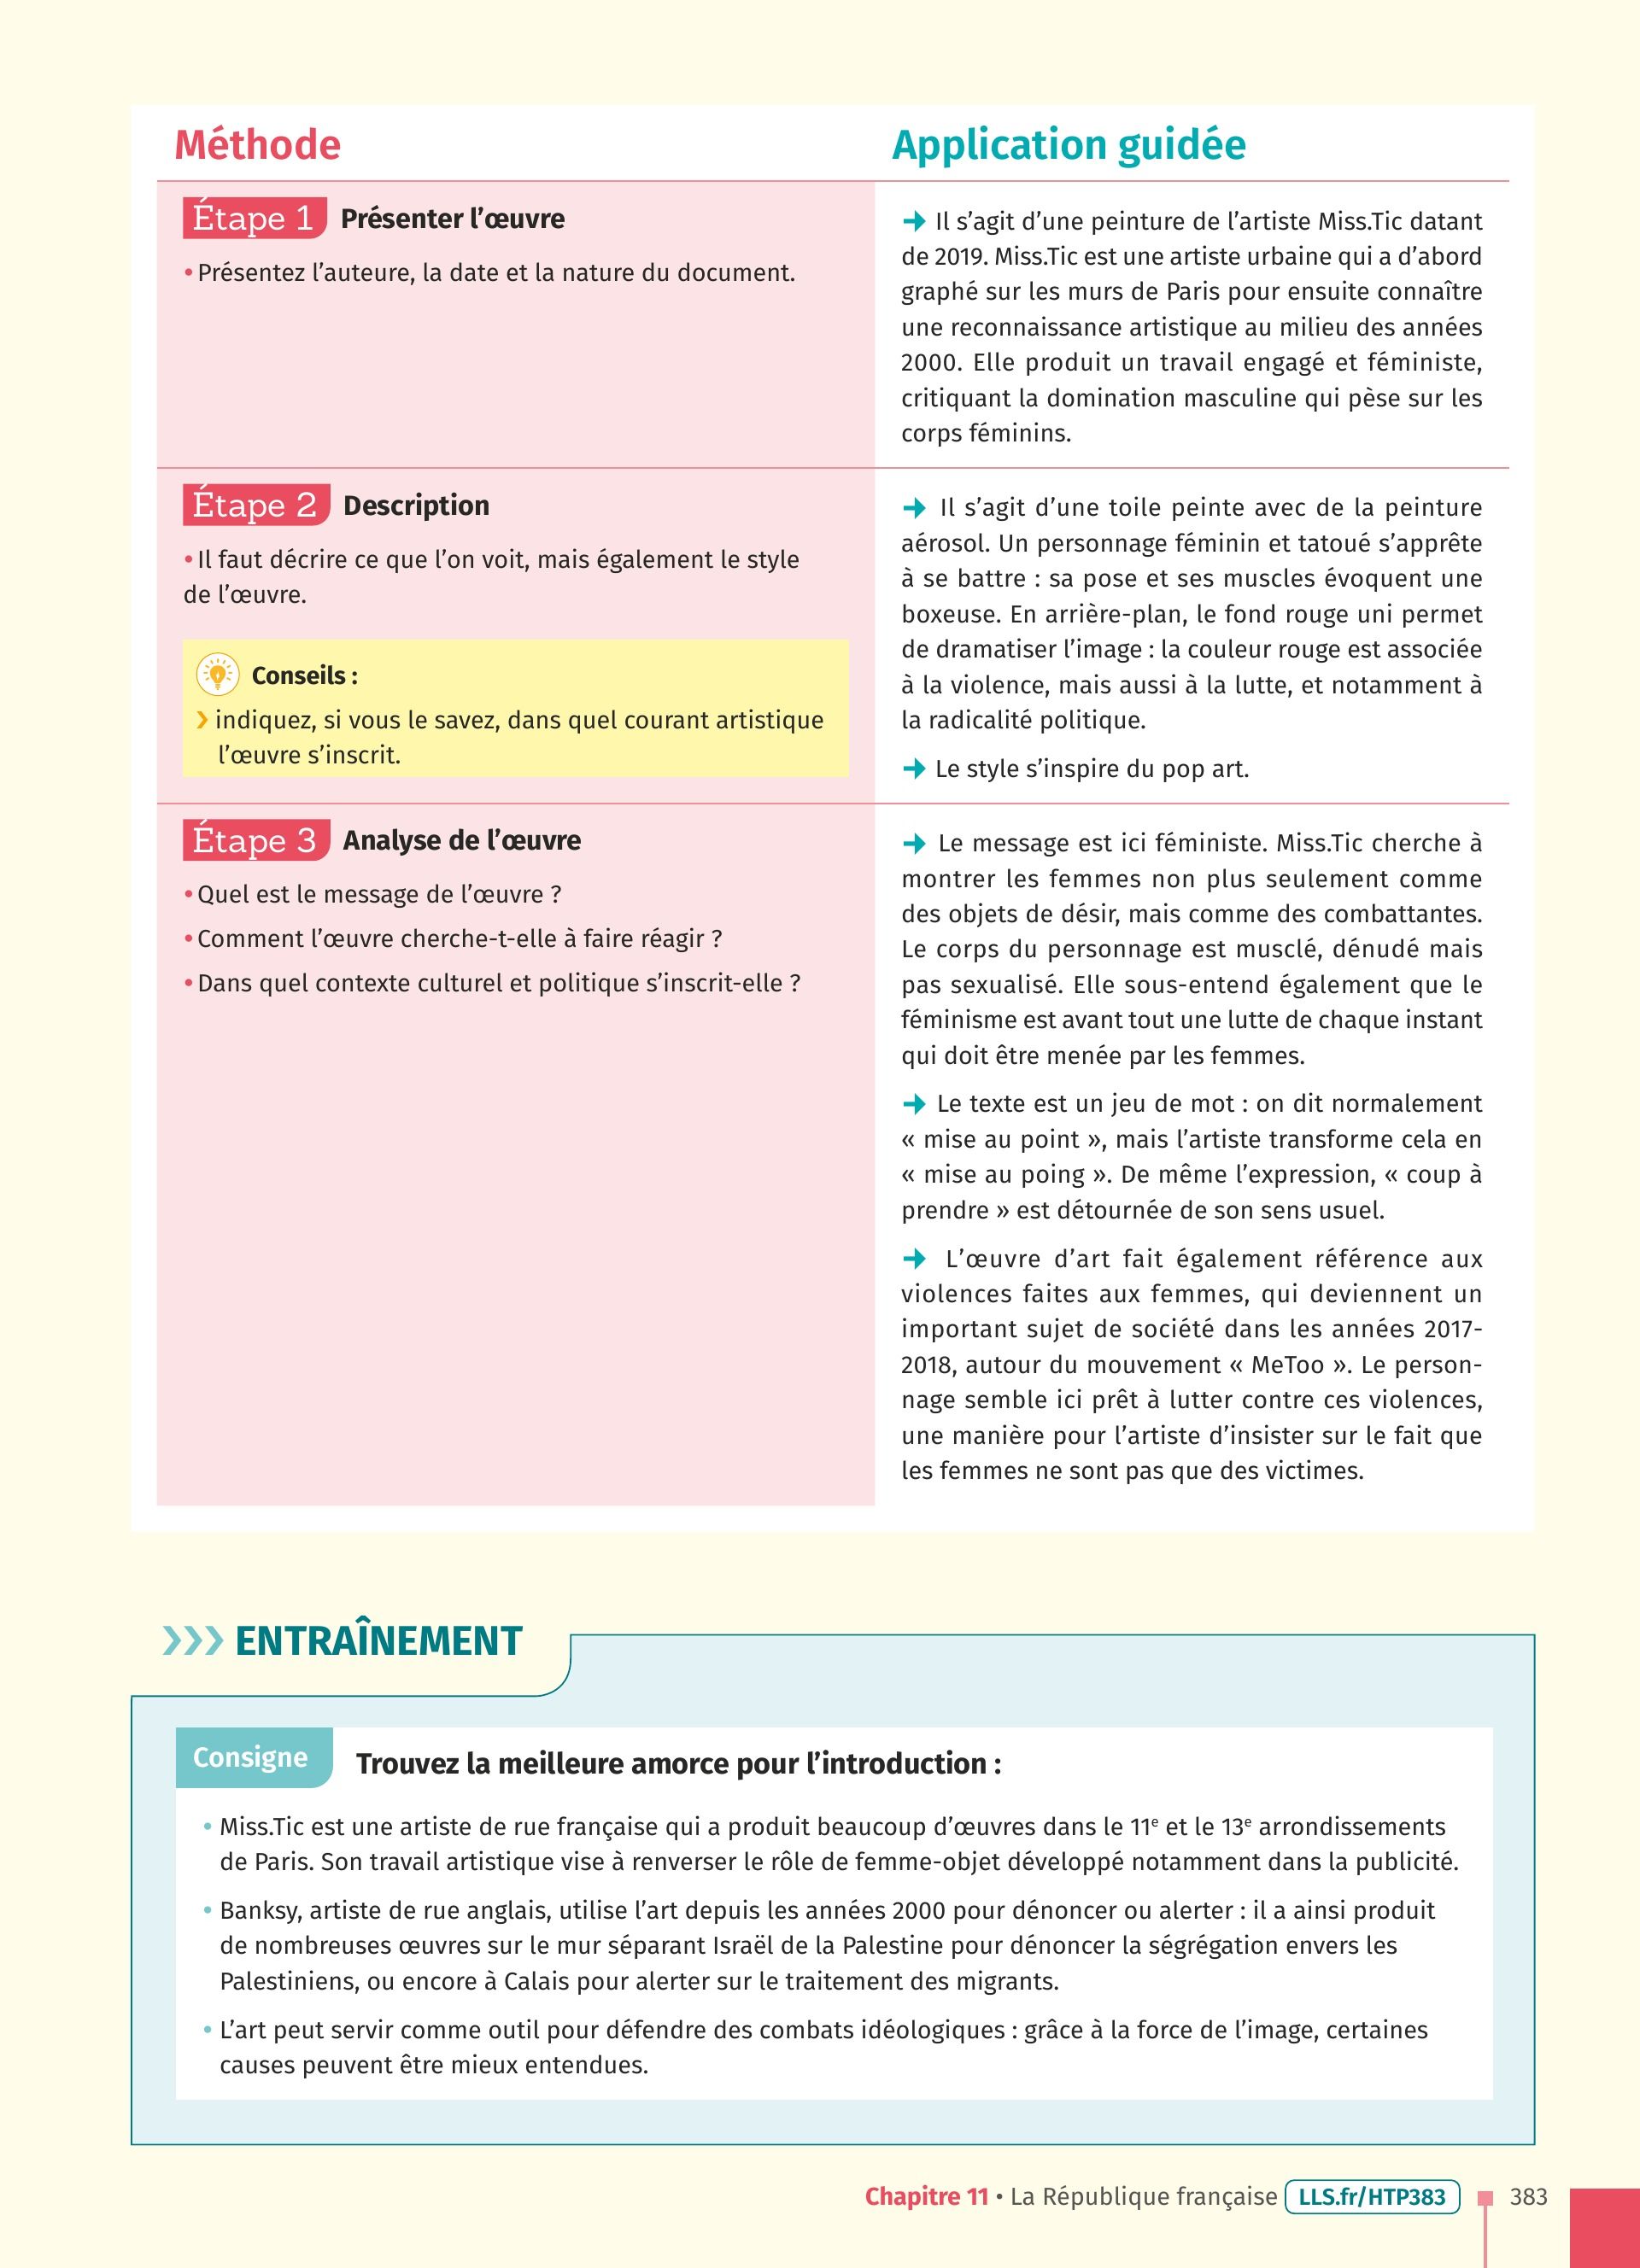 Méthode
Application guidée
Étape 1 Présenter l’œuvre
• Présentez l’auteure, la date et la nature du document.
➔ Il s’agit d’une peinture de l’artiste Miss.Tic datant
de 2019. Miss.Tic est une artiste urbaine qui a d’abord
graphé sur les murs de Paris pour ensuite connaître
une reconnaissance artistique au milieu des années
2000. Elle produit un travail engagé et féministe,
critiquant la domination masculine qui pèse sur les
corps féminins.
Étape 2 Description
• Il faut décrire ce que l’on voit, mais également le style
de l’œuvre.
Conseils :
› indiquez, si vous le savez, dans quel courant artistique
l’œuvre s’inscrit.
➔ Il s’agit d’une toile peinte avec de la peinture
aérosol. Un personnage féminin et tatoué s’apprête
à se battre : sa pose et ses muscles évoquent une
boxeuse. En arrière-plan, le fond rouge uni permet
de dramatiser l’image : la couleur rouge est associée
à la violence, mais aussi à la lutte, et notamment à
la radicalité politique.
➔ Le style s’inspire du pop art.
Étape 3 Analyse de l’œuvre
• Quel est le message de l’œuvre ?
• Comment l’œuvre cherche-t-elle à faire réagir ?
• Dans quel contexte culturel et politique s’inscrit-elle ?
➔ Le message est ici féministe. Miss.Tic cherche à
montrer les femmes non plus seulement comme
des objets de désir, mais comme des combattantes.
Le corps du personnage est musclé, dénudé mais
pas sexualisé. Elle sous-entend également que le
féminisme est avant tout une lutte de chaque instant
qui doit être menée par les femmes.
➔ Le texte est un jeu de mot : on dit normalement
« mise au point », mais l’artiste transforme cela en
« mise au poing ». De même l’expression, « coup à
prendre » est détournée de son sens usuel.
➔ L’œuvre d’art fait également référence aux
violences faites aux femmes, qui deviennent un
important sujet de société dans les années 2017-
2018, autour du mouvement « MeToo ». Le person-
nage semble ici prêt à lutter contre ces violences,
une manière pour l’artiste d’insister sur le fait que
les femmes ne sont pas que des victimes.
››› ENTRAÎNEMENT
Consigne Trouvez la meilleure amorce pour l’introduction :
• Miss.Tic est une artiste de rue française qui a produit beaucoup d’œuvres dans le 11e et le 13e arrondissements
de Paris. Son travail artistique vise à renverser le rôle de femme-objet développé notamment dans la publicité.
• Banksy, artiste de rue anglais, utilise l’art depuis les années 2000 pour dénoncer ou alerter : il a ainsi produit
de nombreuses œuvres sur le mur séparant Israël de la Palestine pour dénoncer la ségrégation envers les
Palestiniens, ou encore à Calais pour alerter sur le traitement des migrants.
• L’art peut servir comme outil pour défendre des combats idéologiques : grâce à la force de l’image, certaines
causes peuvent être mieux entendues.
Chapitre 11 • La République française LLS.fr/HTP383 383